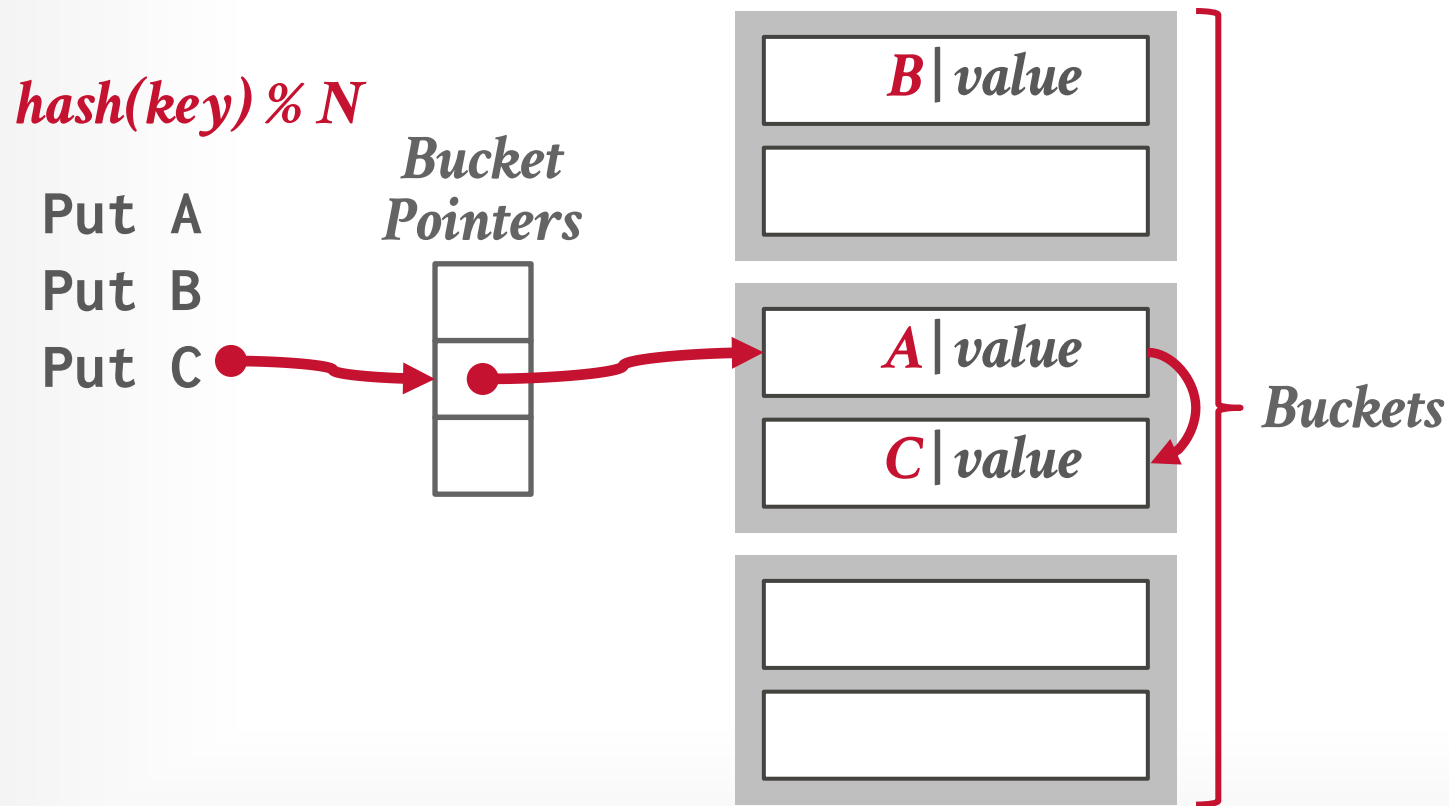 hash(key) % N
Put A
Put B
Put C
Bucket
Pointers
B|value
A|value
C|value
Buckets